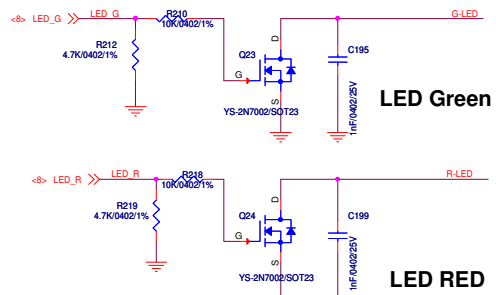 <8> LED_G
LED_G
R210
10K/0402/1%
G-LED
R212
4.7K/0402/1%
Q23
D
G
S
C195
1nF/0402/25V
YS-2N7002/SOT23
LED Green
<8> LED_R
LED_R
R218
10K/0402/1%
R-LED
R219
4.7K/0402/1%
Q24
D
G
S
C199
1nF/0402/25V
YS-2N7002/SOT23
LED RED